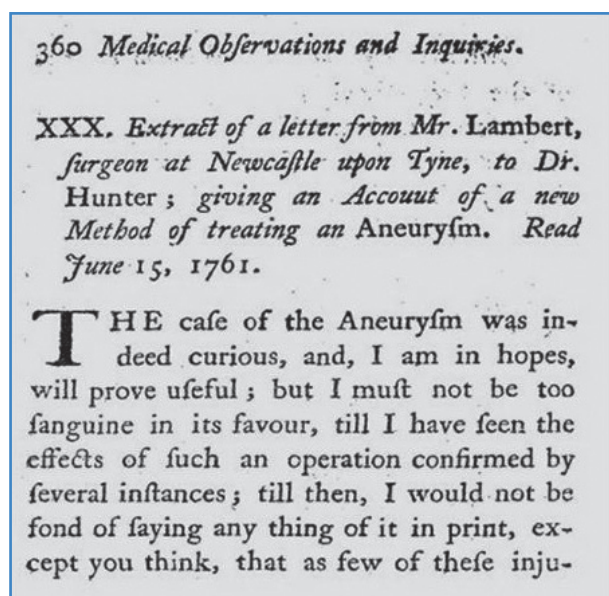 360 Medical Obſervations and Inquiries.
XXX. Extract of a letter from Mr. Lambert,
ſurgeon at Newcaſtle upon Tyne, to Dr.
Hunter; giving an Accouut of a new
Method of treating an Aneuryſm. Read
June 15, 1761.
THE caſe of the Aneuryſm was in-
deed curious, and, I am in hopes,
will prove uſeful; but I muſt not be too
ſanguine in its favour, till I have ſeen the
effects of ſuch an operation confirmed by
ſeveral inſtances; till then, I would not be
fond of ſaying any thing of it in print, ex-
cept you think, that as few of theſe inju-